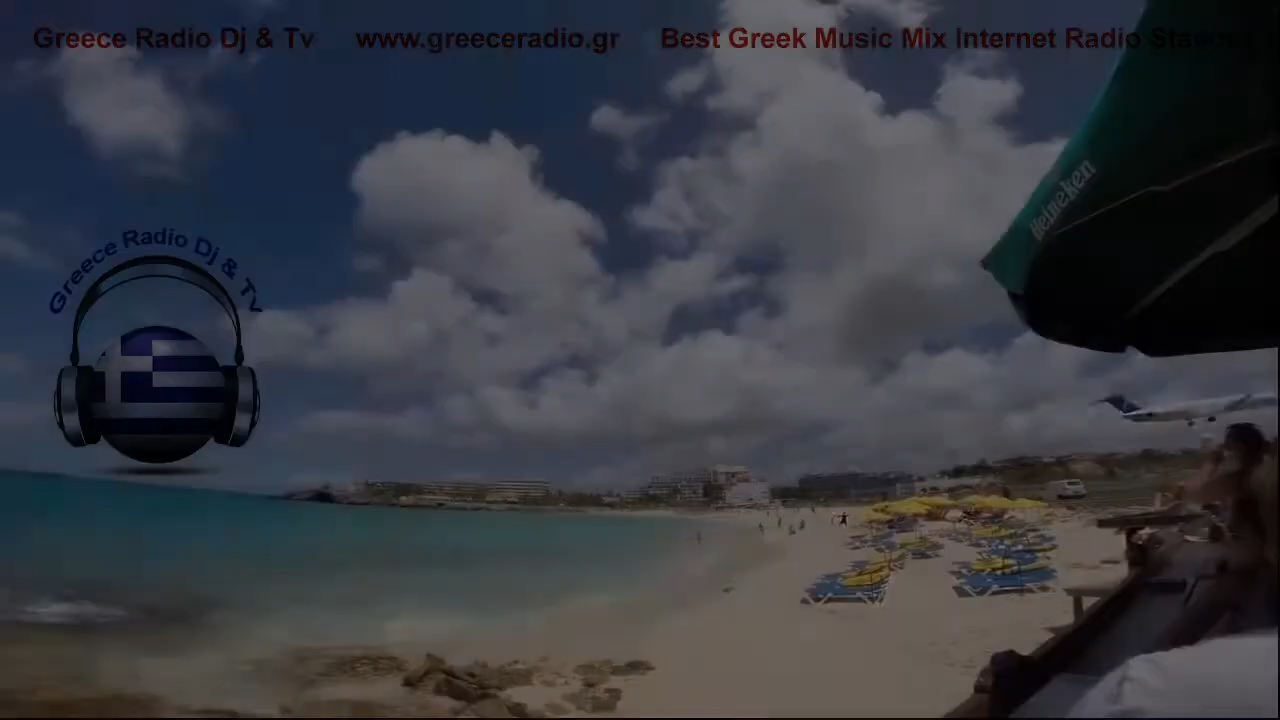 Greece Radio Dj & Tv www.greeceradio.gr Best Greek Music Mix Internet Radio
Greece Radio Dj & Tv
Heineken